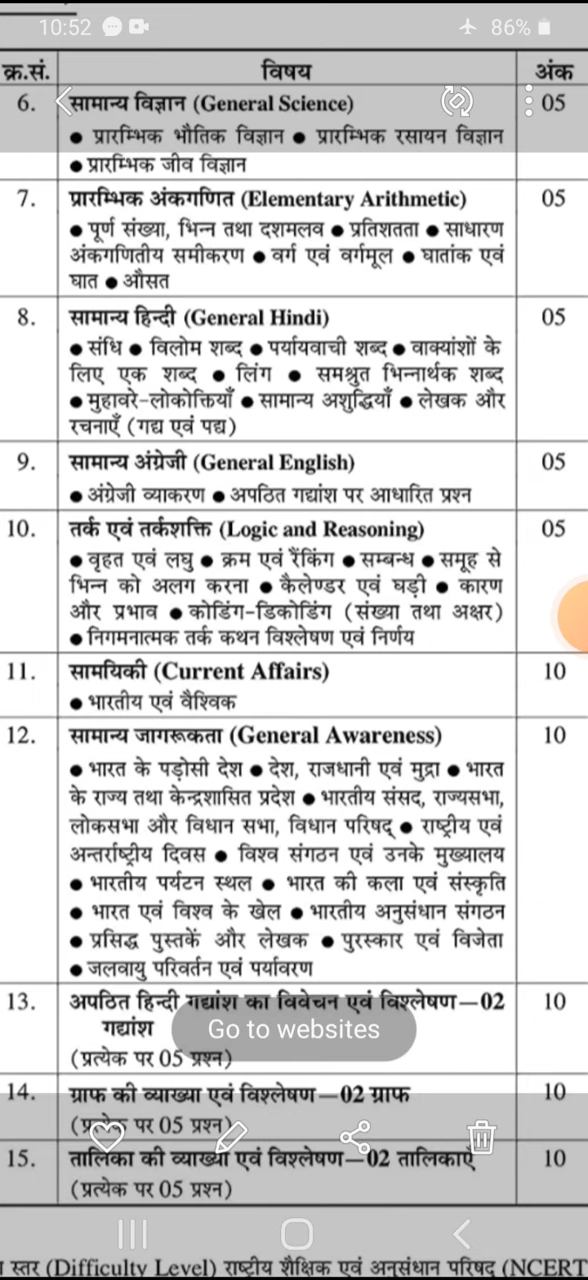 10:52
86%
क्र.सं. विषय अंक
6. सामान्य विज्ञान (General Science) 05
● प्रारम्भिक भौतिक विज्ञान ● प्रारम्भिक रसायन विज्ञान
● प्रारम्भिक जीव विज्ञान
7. प्रारम्भिक अंकगणित (Elementary Arithmetic) 05
● पूर्ण संख्या, भिन्न तथा दशमलव ● प्रतिशतता ● साधारण
अंकगणितीय समीकरण ● वर्ग एवं वर्गमूल ● घातांक एवं
घात ● औसत
8. सामान्य हिन्दी (General Hindi) 05
● संधि ● विलोम शब्द ● पर्यायवाची शब्द ● वाक्यांशों के
लिए एक शब्द ● लिंग ● समश्रुत भिन्नार्थक शब्द
● मुहावरे-लोकोक्तियाँ ● सामान्य अशुद्धियाँ ● लेखक और
रचनाएँ (गद्य एवं पद्य)
9. सामान्य अंग्रेजी (General English) 05
● अंग्रेजी व्याकरण ● अपठित गद्यांश पर आधारित प्रश्न
10. तर्क एवं तर्कशक्ति (Logic and Reasoning) 05
● वृहत एवं लघु ● क्रम एवं रैंकिंग ● सम्बन्ध ● समूह से
भिन्न को अलग करना ● कैलेण्डर एवं घड़ी ● कारण
और प्रभाव ● कोडिंग-डिकोडिंग (संख्या तथा अक्षर)
● निगमनात्मक तर्क कथन विश्लेषण एवं निर्णय
11. सामयिकी (Current Affairs) 10
● भारतीय एवं वैश्विक
12. सामान्य जागरूकता (General Awareness) 10
● भारत के पड़ोसी देश ● देश, राजधानी एवं मुद्रा ● भारत
के राज्य तथा केन्द्रशासित प्रदेश ● भारतीय संसद, राज्यसभा,
लोकसभा और विधान सभा, विधान परिषद् ● राष्ट्रीय एवं
अन्तर्राष्ट्रीय दिवस ● विश्व संगठन एवं उनके मुख्यालय
● भारतीय पर्यटन स्थल ● भारत की कला एवं संस्कृति
● भारत एवं विश्व के खेल ● भारतीय अनुसंधान संगठन
● प्रसिद्ध पुस्तकें और लेखक ● पुरस्कार एवं विजेता
● जलवायु परिवर्तन एवं पर्यावरण
13. अपठित हिन्दी गद्यांश का विवेचन एवं विश्लेषण—02 10
गद्यांश
Go to websites
(प्रत्येक पर 05 प्रश्न)
14. ग्राफ की व्याख्या एवं विश्लेषण—02 ग्राफ 10
(प्रत्येक पर 05 प्रश्न)
15. तालिका की व्याख्या एवं विश्लेषण—02 तालिकाएँ 10
(प्रत्येक पर 05 प्रश्न)
स्तर (Difficulty Level) राष्ट्रीय शैक्षिक एवं अनुसंधान परिषद (NCERT